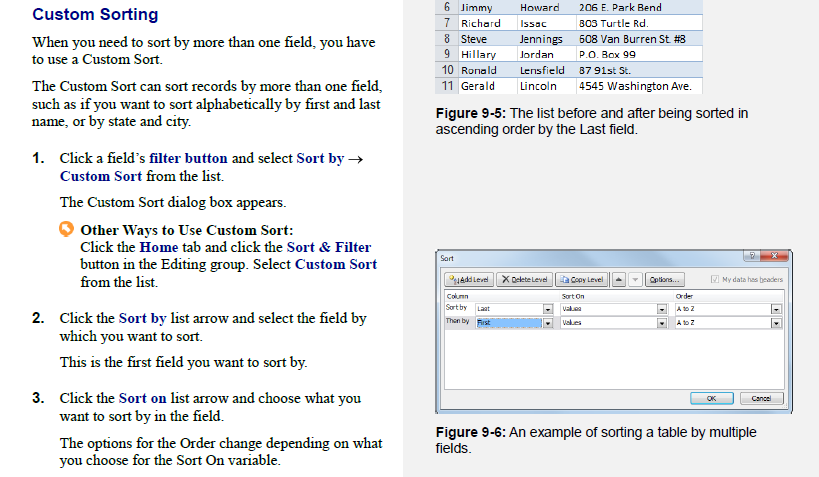 Custom Sorting
When you need to sort by more than one field, you have
to use a Custom Sort.
The Custom Sort can sort records by more than one field,
such as if you want to sort alphabetically by first and last
name, or by state and city.
1. Click a field's filter button and select Sort by →
Custom Sort from the list.
The Custom Sort dialog box appears.
Other Ways to Use Custom Sort:
Click the Home tab and click the Sort & Filter
button in the Editing group. Select Custom Sort
from the list.
2. Click the Sort by list arrow and select the field by
which you want to sort.
This is the first field you want to sort by.
3. Click the Sort on list arrow and choose what you
want to sort by in the field.
The options for the Order change depending on what
you choose for the Sort On variable.
6 Jimmy Howard 206 E. Park Bend
7 Richard Issac 803 Turtle Rd.
8 Steve Jennings 608 Van Burren St. #8
9 Hillary Jordan P.O. Box 99
10 Ronald Lensfield 87 91st St.
11 Gerald Lincoln 4545 Washington Ave.
Figure 9-5: The list before and after being sorted in
ascending order by the Last field.
Sort
Add Level Delete Level Copy Level Options... My data has headers
Column Sort On Order
Sort by Last Values A to Z
Then by First Values A to Z
OK Cancel
Figure 9-6: An example of sorting a table by multiple
fields.